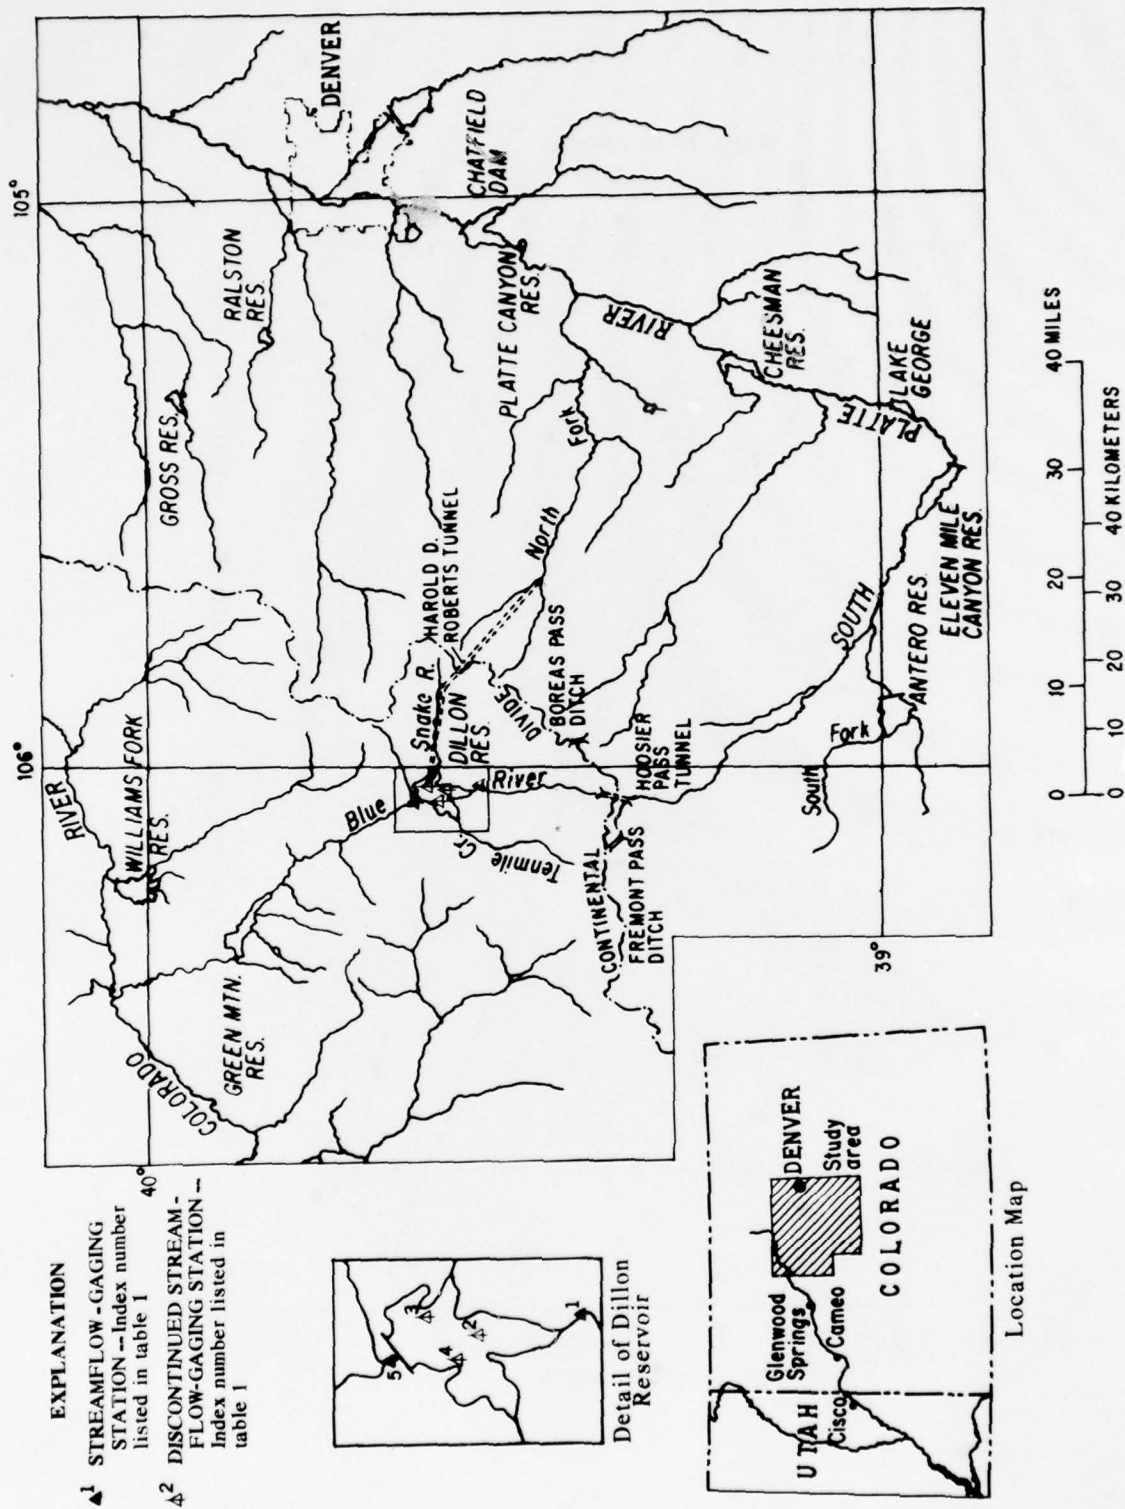 EXPLANATION
1 STREAMFLOW-GAGING
STATION -- Index number
listed in table 1
2 DISCONTINUED STREAM-
FLOW-GAGING STATION --
Index number listed in
table 1
5
4
3
2
1
Detail of Dillon
Reservoir
UTAH
Cisco
Glenwood
Springs
Cameo
DENVER
Study
area
COLORADO
Location Map
106°
105°
40°
39°
COLORADO
RIVER
WILLIAMS FORK
RES.
GREEN MTN.
RES.
Blue
River
Snake R.
DILLON
RES.
Tenmile Cr.
CONTINENTAL
DIVIDE
FREMONT PASS
DITCH
HOOSIER
PASS
TUNNEL
BOREAS PASS
DITCH
HAROLD D.
ROBERTS TUNNEL
GROSS RES.
RALSTON
RES.
DENVER
CHATFIELD
DAM
PLATTE CANYON
RES.
North
Fork
SOUTH
PLATTE
RIVER
CHEESMAN
RES.
LAKE
GEORGE
ELEVEN MILE
CANYON RES.
ANTERO RES.
South
Fork
0 10 20 30 40 MILES
0 10 20 30 40 KILOMETERS